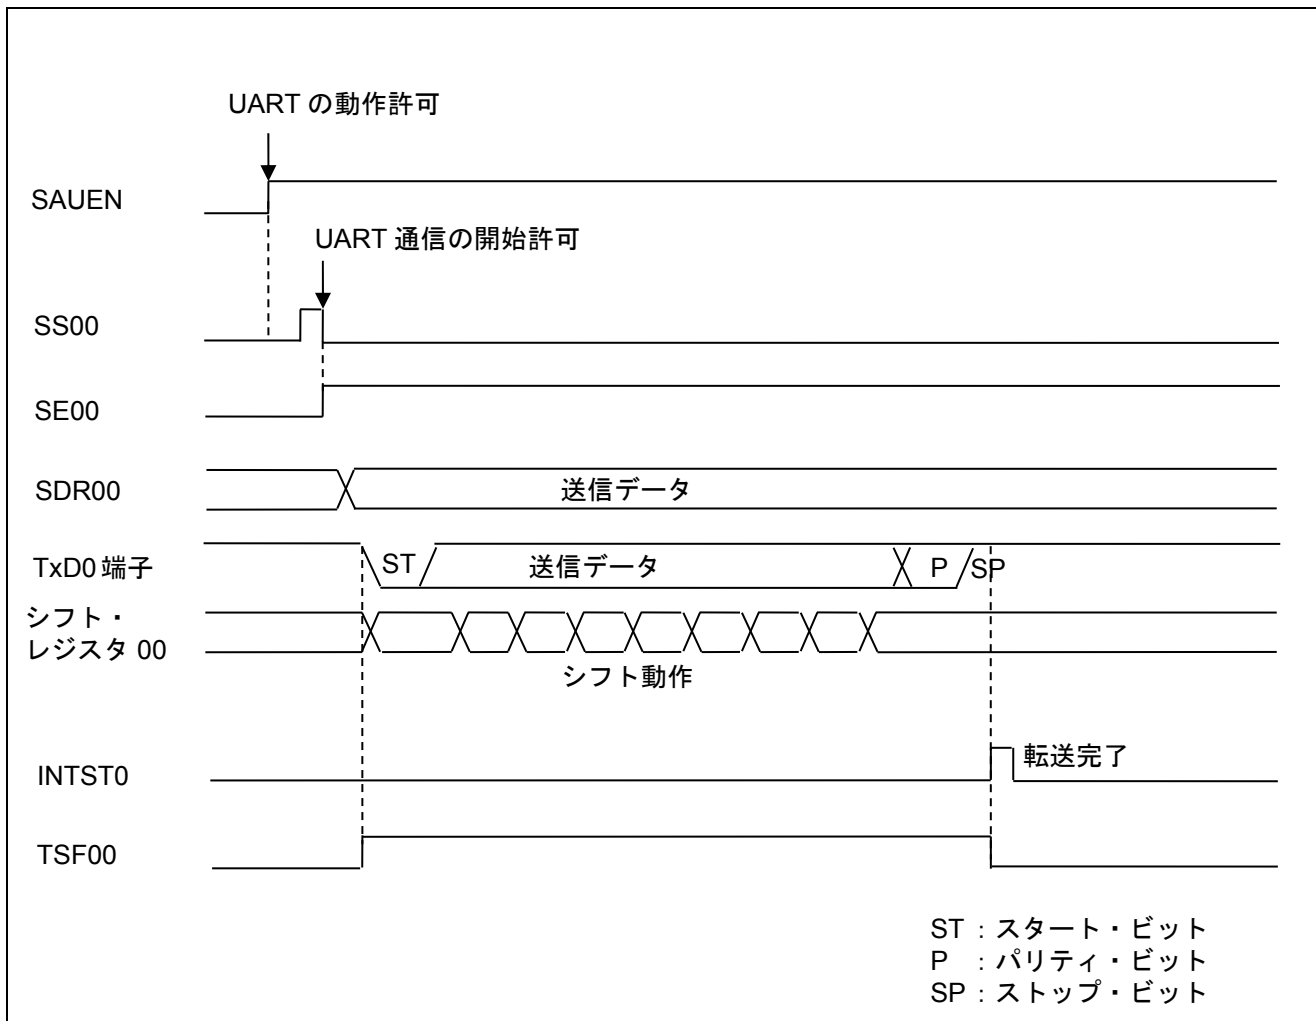 UART の動作許可
SAUEN
UART 通信の開始許可
SS00
SE00
SDR00
送信データ
TxD0 端子
ST
送信データ
P
SP
シフト・
レジスタ 00
シフト動作
INTST0
転送完了
TSF00
ST : スタート・ビット
P : パリティ・ビット
SP : ストップ・ビット